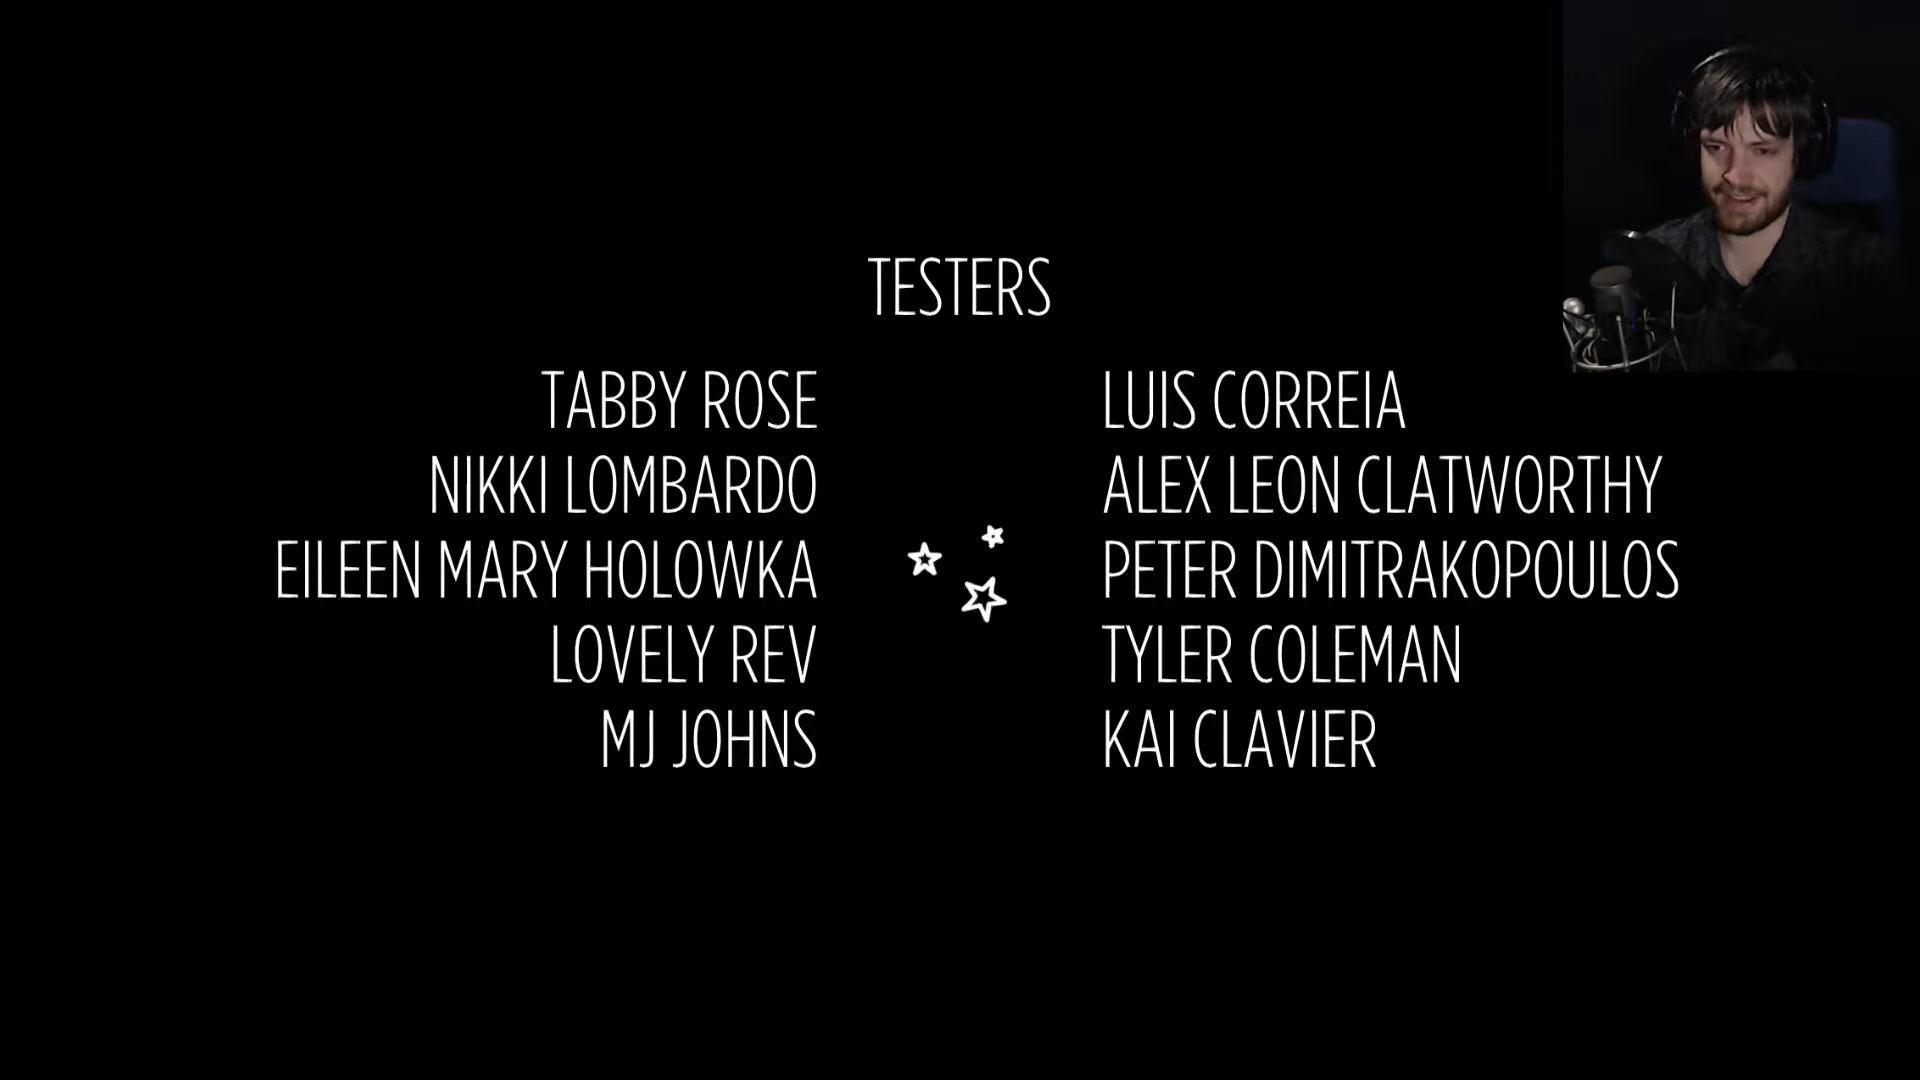 TESTERS
TABBY ROSE
NIKKI LOMBARDO
EILEEN MARY HOLOWKA
LOVELY REV
MJ JOHNS
LUIS CORREIA
ALEX LEON CLATWORTHY
PETER DIMITRAKOPOULOS
TYLER COLEMAN
KAI CLAVIER